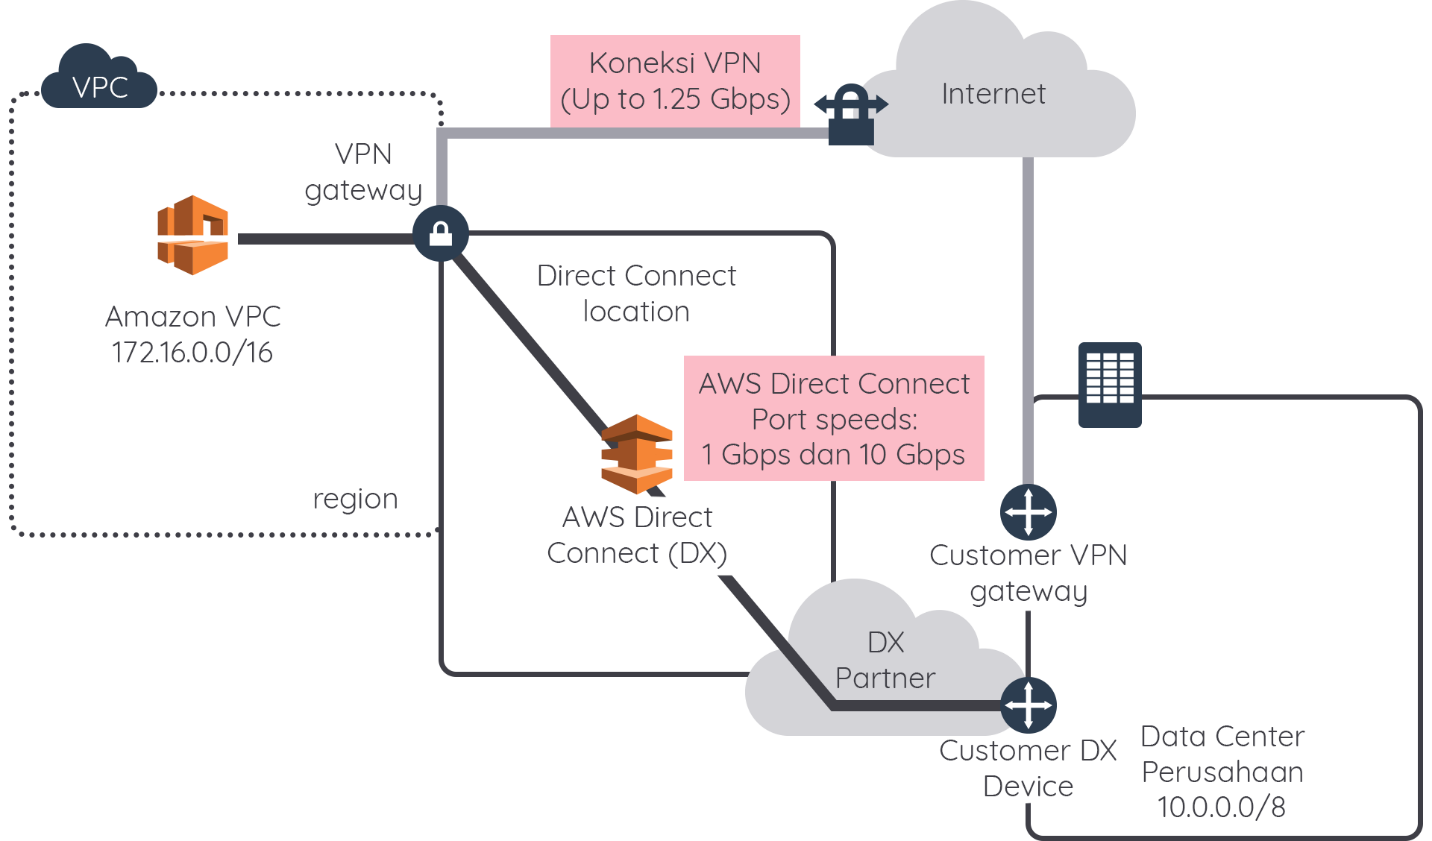 VPC
Koneksi VPN
(Up to 1.25 Gbps)
Internet
VPN
gateway
Amazon VPC
172.16.0.0/16
Direct Connect
location
AWS Direct Connect
Port speeds:
1 Gbps dan 10 Gbps
region
AWS Direct
Connect (DX)
Customer VPN
gateway
DX
Partner
Customer DX
Device
Data Center
Perusahaan
10.0.0.0/8